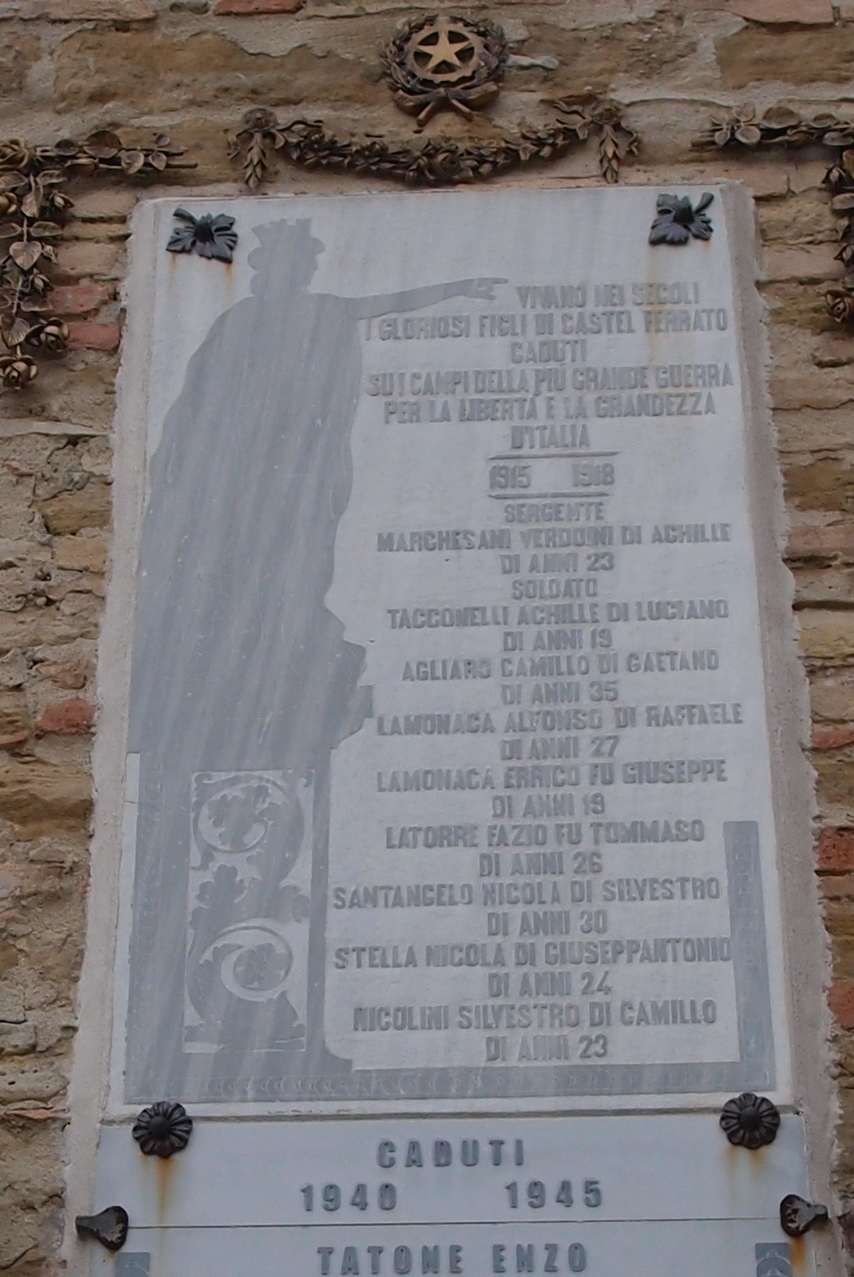 VIVANO NEI SECOLI
I GLORIOSI FIGLI DI CASTEL FERRATO
CADUTI
SU I CAMPI DELLA PIÙ GRANDE GUERRA
PER LA LIBERTÀ E LA GRANDEZZA
D'ITALIA
1915 1918
SERGENTE
MARCHESANI VERDOINI DI ACHILLE
DI ANNI 23
SOLDATO
TACCONELLI ACHILLE DI LUCIANO
DI ANNI 19
AGLIARO CAMILLO DI GAETANO
DI ANNI 35
LAMONACA ALFONSO DI RAFFAELE
DI ANNI 27
LAMONACA ERRICO FU GIUSEPPE
DI ANNI 19
LATORRE FAZIO FU TOMMASO
DI ANNI 26
SANTANGELO NICOLA DI SILVESTRO
DI ANNI 30
STELLA NICOLA DI GIUSEPPANTONIO
DI ANNI 24
NICOLINI SILVESTRO DI CAMILLO
DI ANNI 23
CADUTI
1940 1945
TATONE ENZO